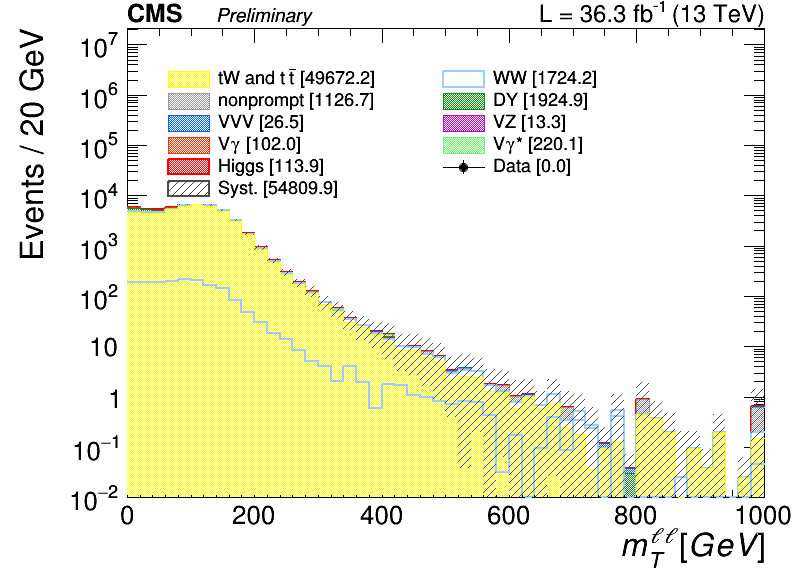 CMS Preliminary L = 36.3 fb⁻¹ (13 TeV)
Events / 20 GeV
10⁷
10⁶
10⁵
10⁴
10³
10²
10
1
10⁻¹
10⁻²
tW and tt̅ [49672.2]
nonprompt [1126.7]
VVV [26.5]
Vγ [102.0]
Higgs [113.9]
Syst. [54809.9]
WW [1724.2]
DY [1924.9]
VZ [13.3]
Vγ* [220.1]
Data [0.0]
0 200 400 600 800 1000
m_T^ℓℓ [GeV]